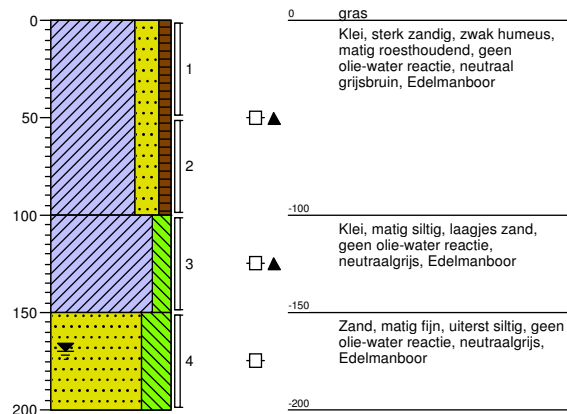 0
50
100
150
200
1
2
3
4
0 gras
Klei, sterk zandig, zwak humeus,
matig roesthoudend, geen
olie-water reactie, neutraal
grijsbruin, Edelmanboor
-100
Klei, matig siltig, laagjes zand,
geen olie-water reactie,
neutraalgrijs, Edelmanboor
-150
Zand, matig fijn, uiterst siltig, geen
olie-water reactie, neutraalgrijs,
Edelmanboor
-200